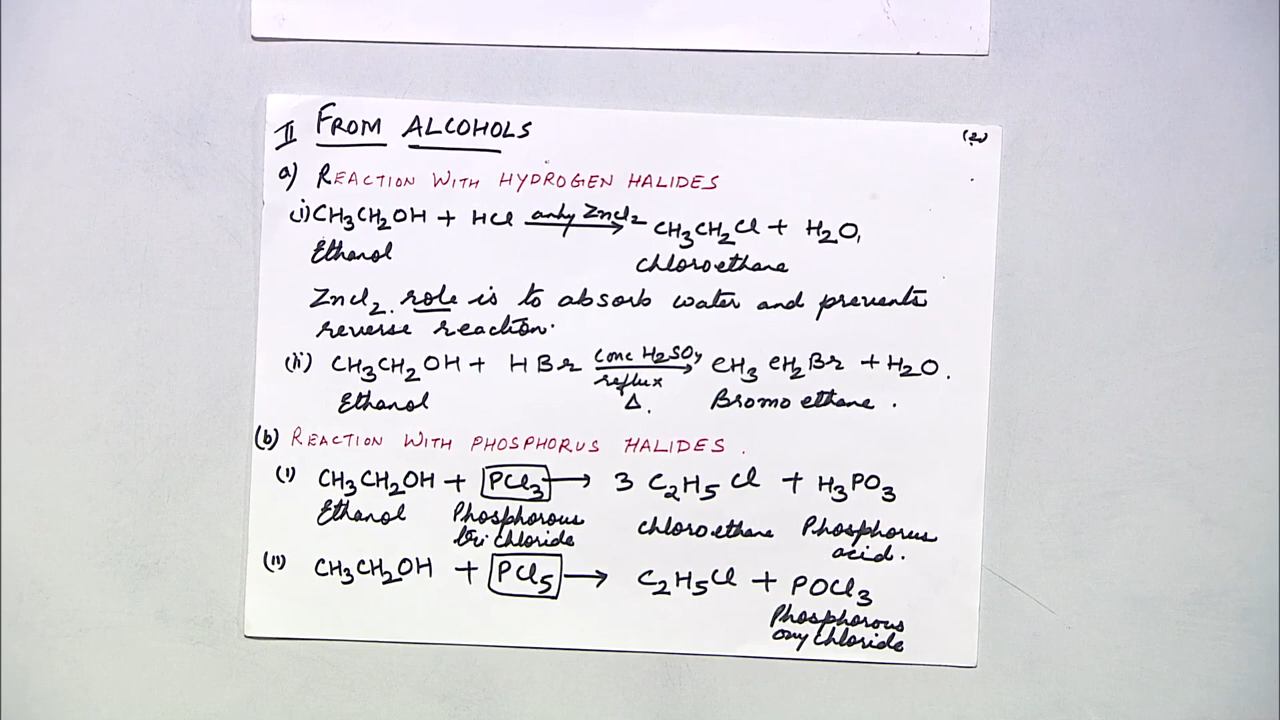 (2)
II FROM ALCOHOLS
a) REACTION WITH HYDROGEN HALIDES
(i) CH3CH2OH + HCl anhy ZnCl2 → CH3CH2Cl + H2O,
Ethanol Chloroethane
ZnCl2 role is to absorb water and prevents
reverse reaction.
(ii) CH3CH2OH + HBr conc H2SO4 → CH3CH2Br + H2O.
reflux
Ethanol Δ. Bromoethane.
(b) REACTION WITH PHOSPHORUS HALIDES.
(i) CH3CH2OH + PCl3 → 3 C2H5Cl + H3PO3
Ethanol Phosphorous chloroethane Phosphorus
tri chloride acid.
(ii) CH3CH2OH + PCl5 → C2H5Cl + POCl3
Phosphorous
oxy chloride